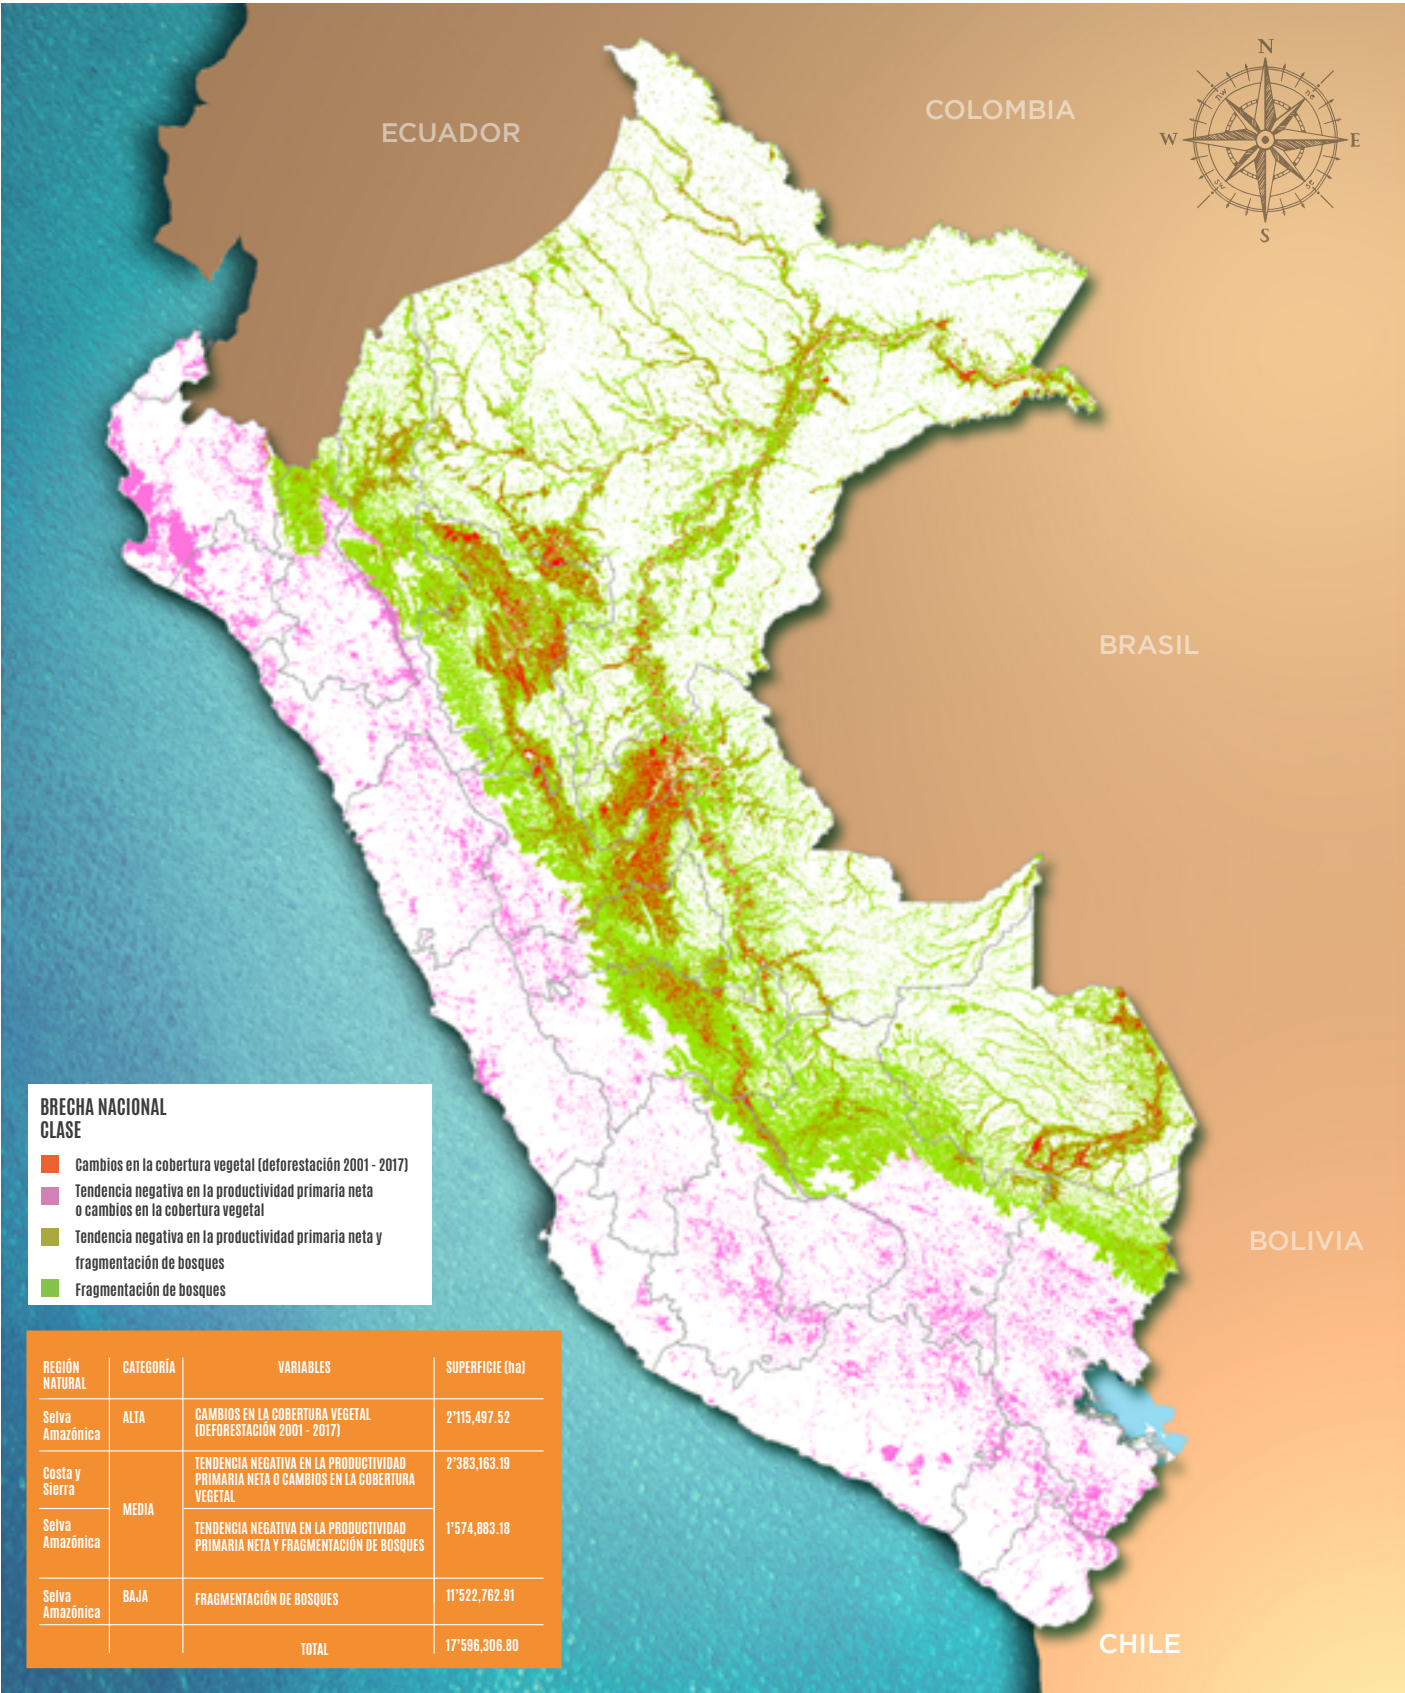 N
nw
ne
W
E
sw
se
S
ECUADOR
COLOMBIA
BRASIL
BOLIVIA
CHILE
BRECHA NACIONAL
CLASE
Cambios en la cobertura vegetal (deforestación 2001 - 2017)
Tendencia negativa en la productividad primaria neta
o cambios en la cobertura vegetal
Tendencia negativa en la productividad primaria neta y
fragmentación de bosques
Fragmentación de bosques
REGIÓN
NATURAL
CATEGORÍA
VARIABLES
SUPERFICIE (ha)
Selva
Amazónica
ALTA
CAMBIOS EN LA COBERTURA VEGETAL
(DEFORESTACIÓN 2001 - 2017)
2’115,497.52
Costa y
Sierra
MEDIA
TENDENCIA NEGATIVA EN LA PRODUCTIVIDAD
PRIMARIA NETA O CAMBIOS EN LA COBERTURA
VEGETAL
2’383,163.19
Selva
Amazónica
TENDENCIA NEGATIVA EN LA PRODUCTIVIDAD
PRIMARIA NETA Y FRAGMENTACIÓN DE BOSQUES
1’574,883.18
Selva
Amazónica
BAJA
FRAGMENTACIÓN DE BOSQUES
11’522,762.91
TOTAL
17’596,306.80